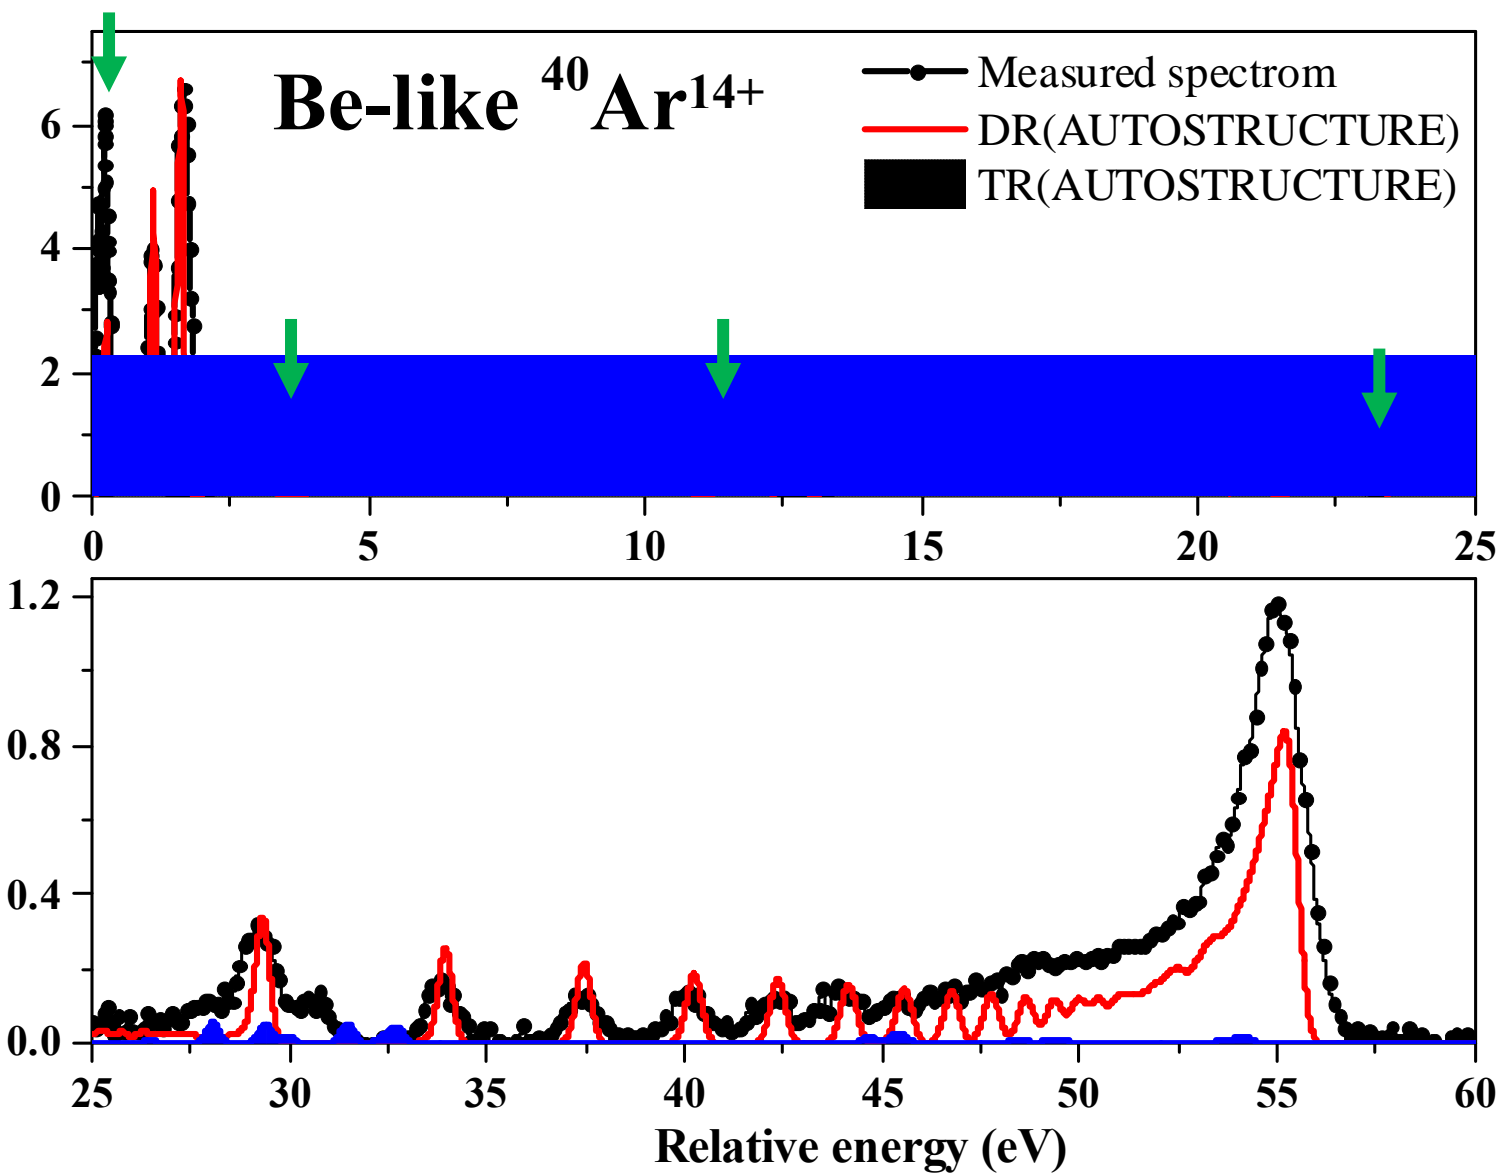 Be-like ⁴⁰Ar¹⁴⁺
Measured spectrom
DR(AUTOSTRUCTURE)
TR(AUTOSTRUCTURE)
6
4
2
0
0 5 10 15 20 25
1.2
0.8
0.4
0.0
25 30 35 40 45 50 55 60
Relative energy (eV)